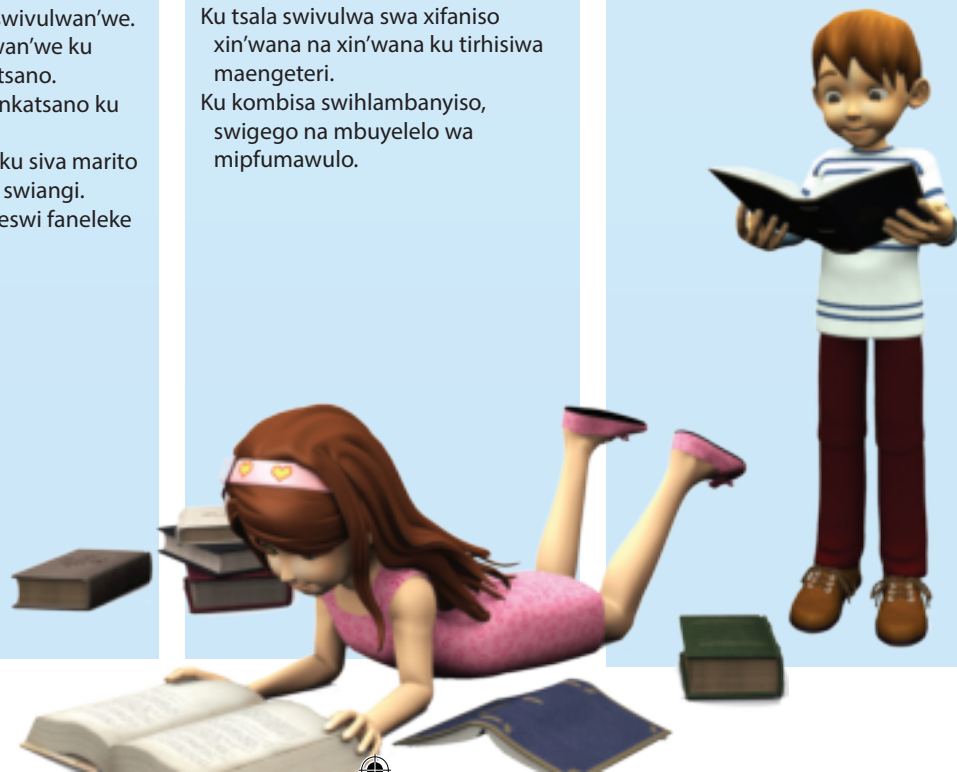 swivulwan'we.
van'we ku
tsano.
nkatsano ku
ku siva marito
swiangi.
eswi faneleke
Ku tsala swivulwa swa xifaniso
xin'wana na xin'wana ku tirhisiwa
maengeteri.
Ku kombisa swihlambanyiso,
swigego na mbuyelelo wa
mipfumawulo.